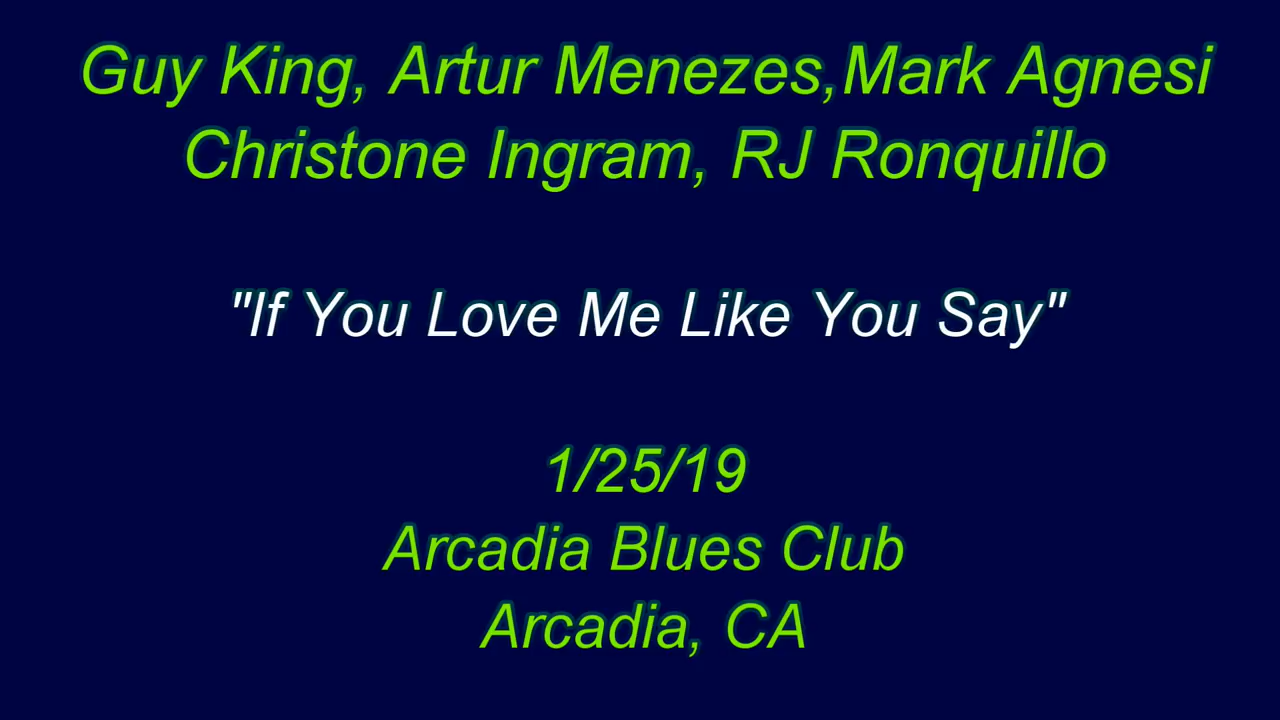 Guy King, Artur Menezes,Mark Agnesi
Christone Ingram, RJ Ronquillo
"If You Love Me Like You Say"
1/25/19
Arcadia Blues Club
Arcadia, CA